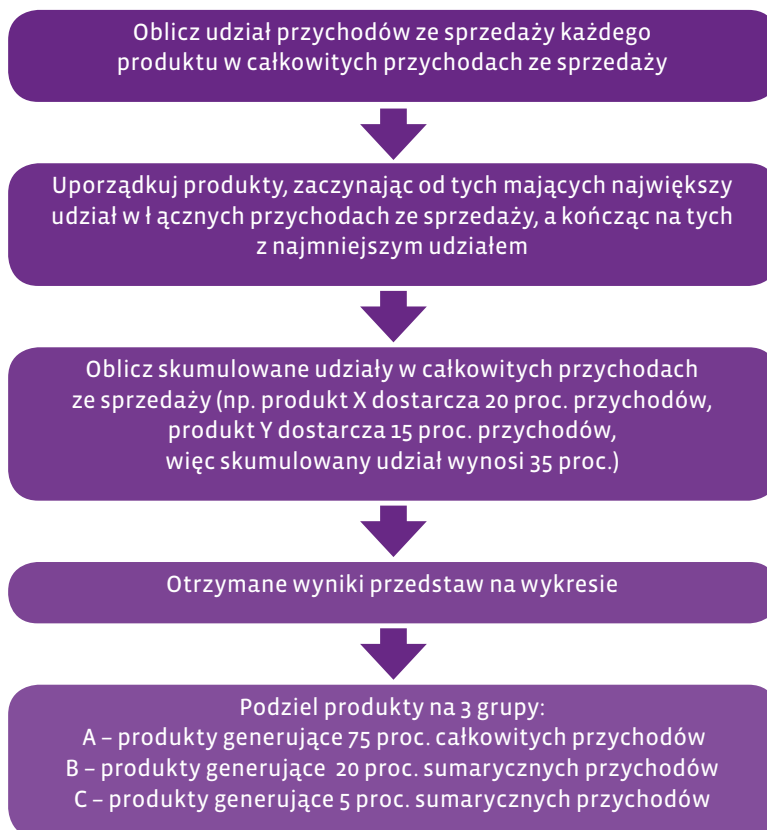 Oblicz udział przychodów ze sprzedaży każdego
produktu w całkowitych przychodach ze sprzedaży
Uporządkuj produkty, zaczynając od tych mających największy
udział w ł ącznych przychodach ze sprzedaży, a kończąc na tych
z najmniejszym udziałem
Oblicz skumulowane udziały w całkowitych przychodach
ze sprzedaży (np. produkt X dostarcza 20 proc. przychodów,
produkt Y dostarcza 15 proc. przychodów,
więc skumulowany udział wynosi 35 proc.)
Otrzymane wyniki przedstaw na wykresie
Podziel produkty na 3 grupy:
A – produkty generujące 75 proc. całkowitych przychodów
B – produkty generujące 20 proc. sumarycznych przychodów
C – produkty generujące 5 proc. sumarycznych przychodów